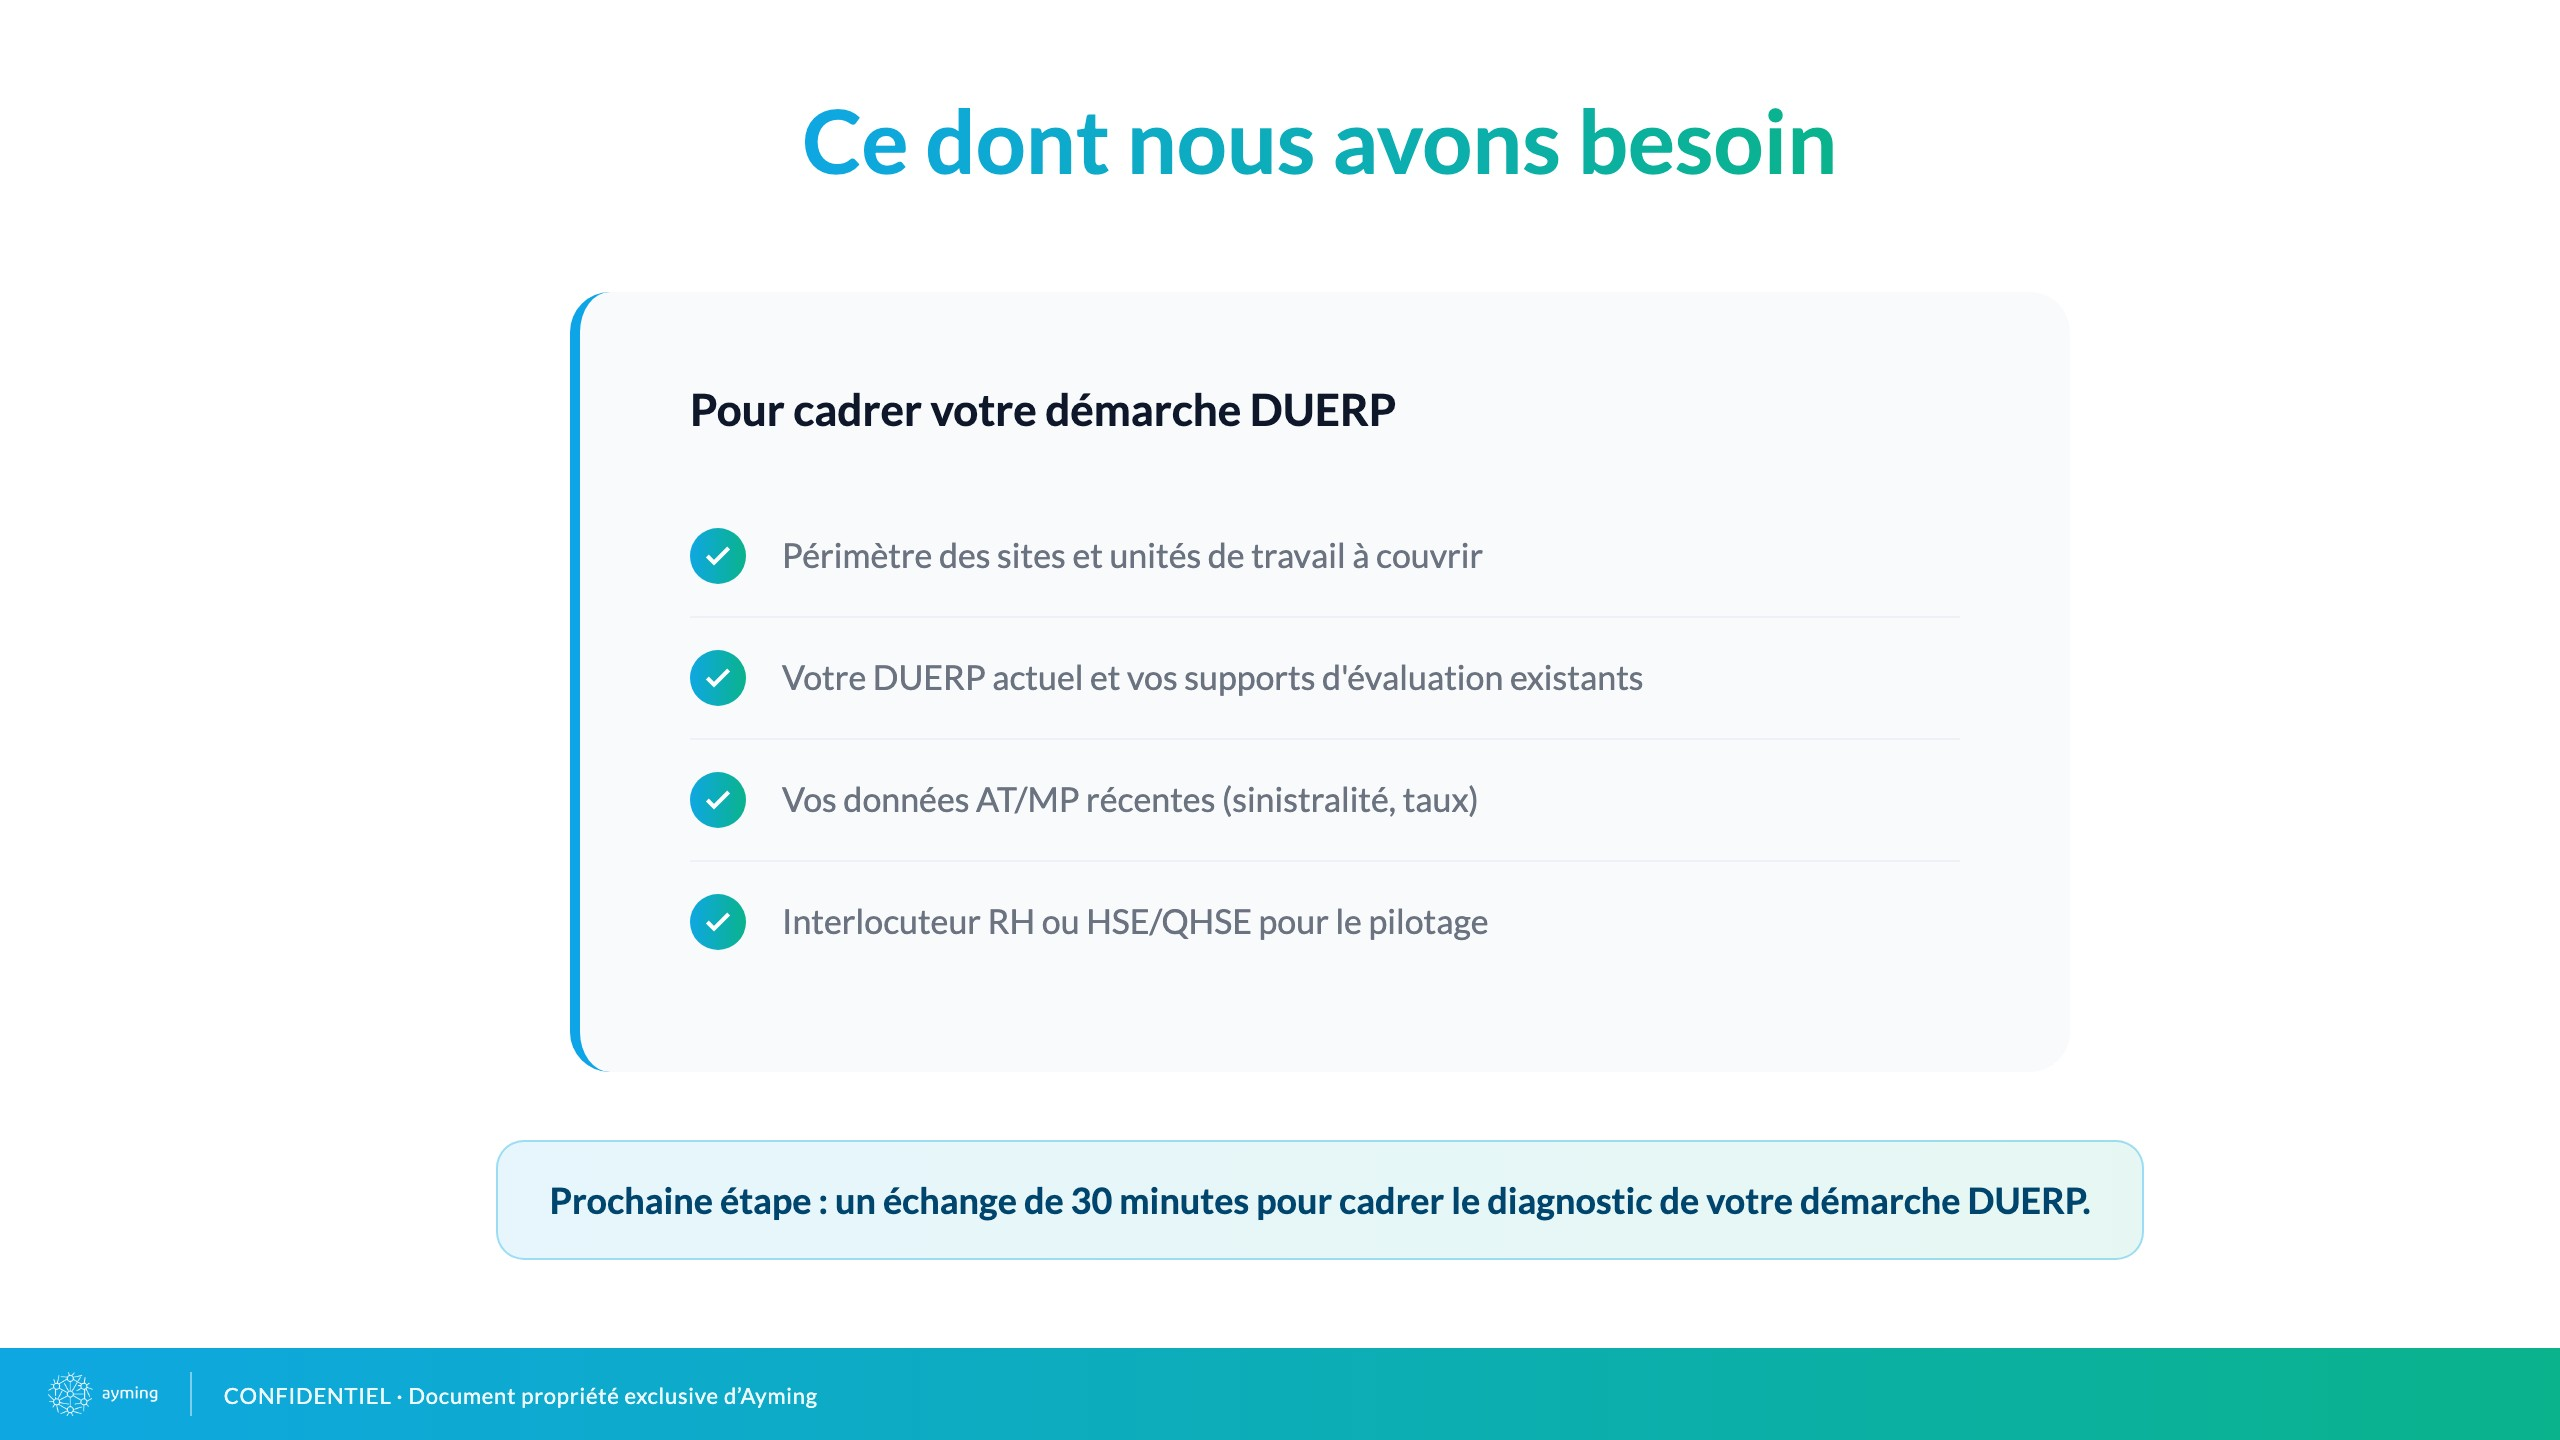 Ce dont nous avons besoin
Pour cadrer votre démarche DUERP
Périmètre des sites et unités de travail à couvrir
Votre DUERP actuel et vos supports d'évaluation existants
Vos données AT/MP récentes (sinistralité, taux)
Interlocuteur RH ou HSE/QHSE pour le pilotage
Prochaine étape : un échange de 30 minutes pour cadrer le diagnostic de votre démarche DUERP.
ayming
CONFIDENTIEL · Document propriété exclusive d’Ayming